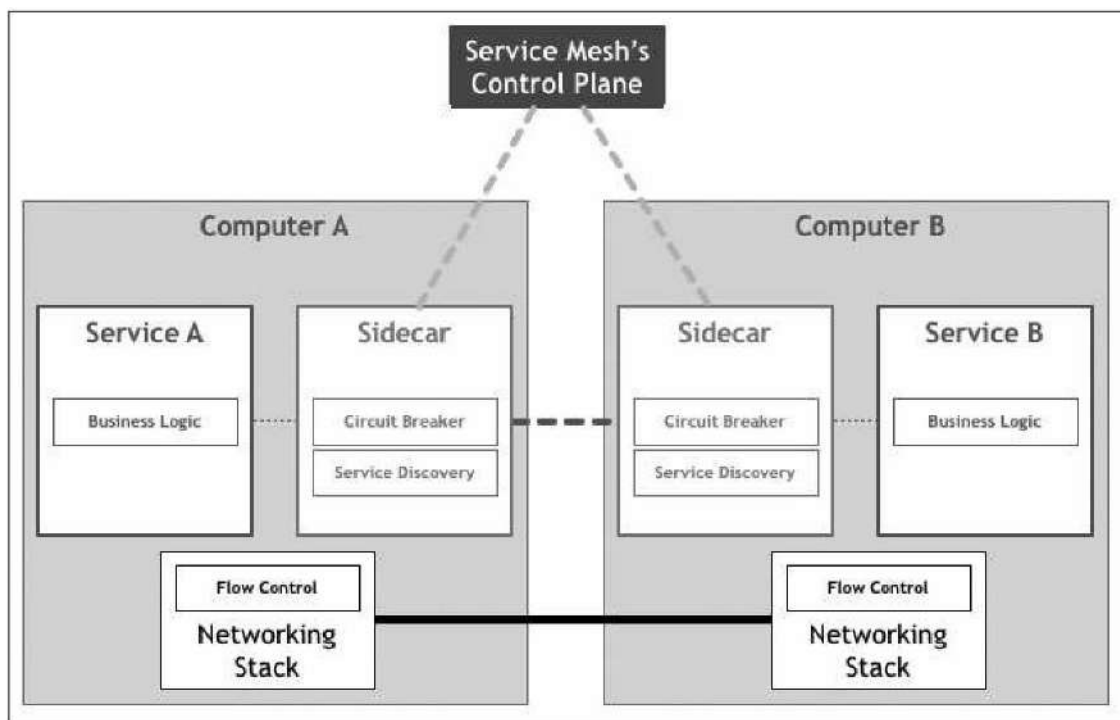 Service Mesh's
Control Plane
Computer A
Computer B
Service A
Sidecar
Sidecar
Service B
Business Logic
Circuit Breaker
Circuit Breaker
Business Logic
Service Discovery
Service Discovery
Flow Control
Flow Control
Networking
Stack
Networking
Stack